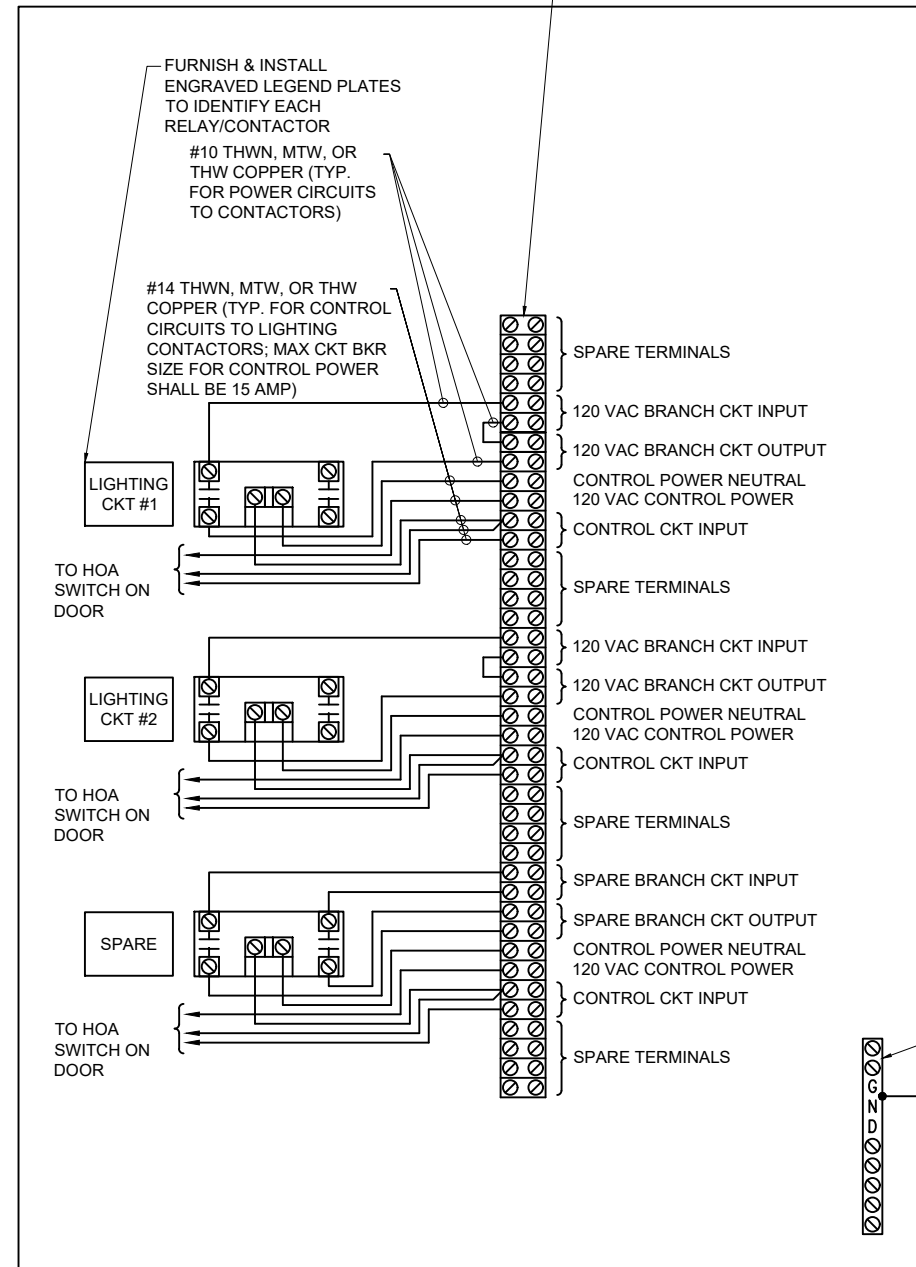 FURNISH & INSTALL
ENGRAVED LEGEND PLATES
TO IDENTIFY EACH
RELAY/CONTACTOR
#10 THWN, MTW, OR
THW COPPER (TYP.
FOR POWER CIRCUITS
TO CONTACTORS)
#14 THWN, MTW, OR THW
COPPER (TYP. FOR CONTROL
CIRCUITS TO LIGHTING
CONTACTORS; MAX CKT BKR
SIZE FOR CONTROL POWER
SHALL BE 15 AMP)
SPARE TERMINALS
120 VAC BRANCH CKT INPUT
120 VAC BRANCH CKT OUTPUT
CONTROL POWER NEUTRAL
120 VAC CONTROL POWER
CONTROL CKT INPUT
LIGHTING
CKT #1
TO HOA
SWITCH ON
DOOR
SPARE TERMINALS
120 VAC BRANCH CKT INPUT
120 VAC BRANCH CKT OUTPUT
CONTROL POWER NEUTRAL
120 VAC CONTROL POWER
CONTROL CKT INPUT
LIGHTING
CKT #2
TO HOA
SWITCH ON
DOOR
SPARE TERMINALS
SPARE BRANCH CKT INPUT
SPARE BRANCH CKT OUTPUT
CONTROL POWER NEUTRAL
120 VAC CONTROL POWER
CONTROL CKT INPUT
SPARE
TO HOA
SWITCH ON
DOOR
SPARE TERMINALS
GND